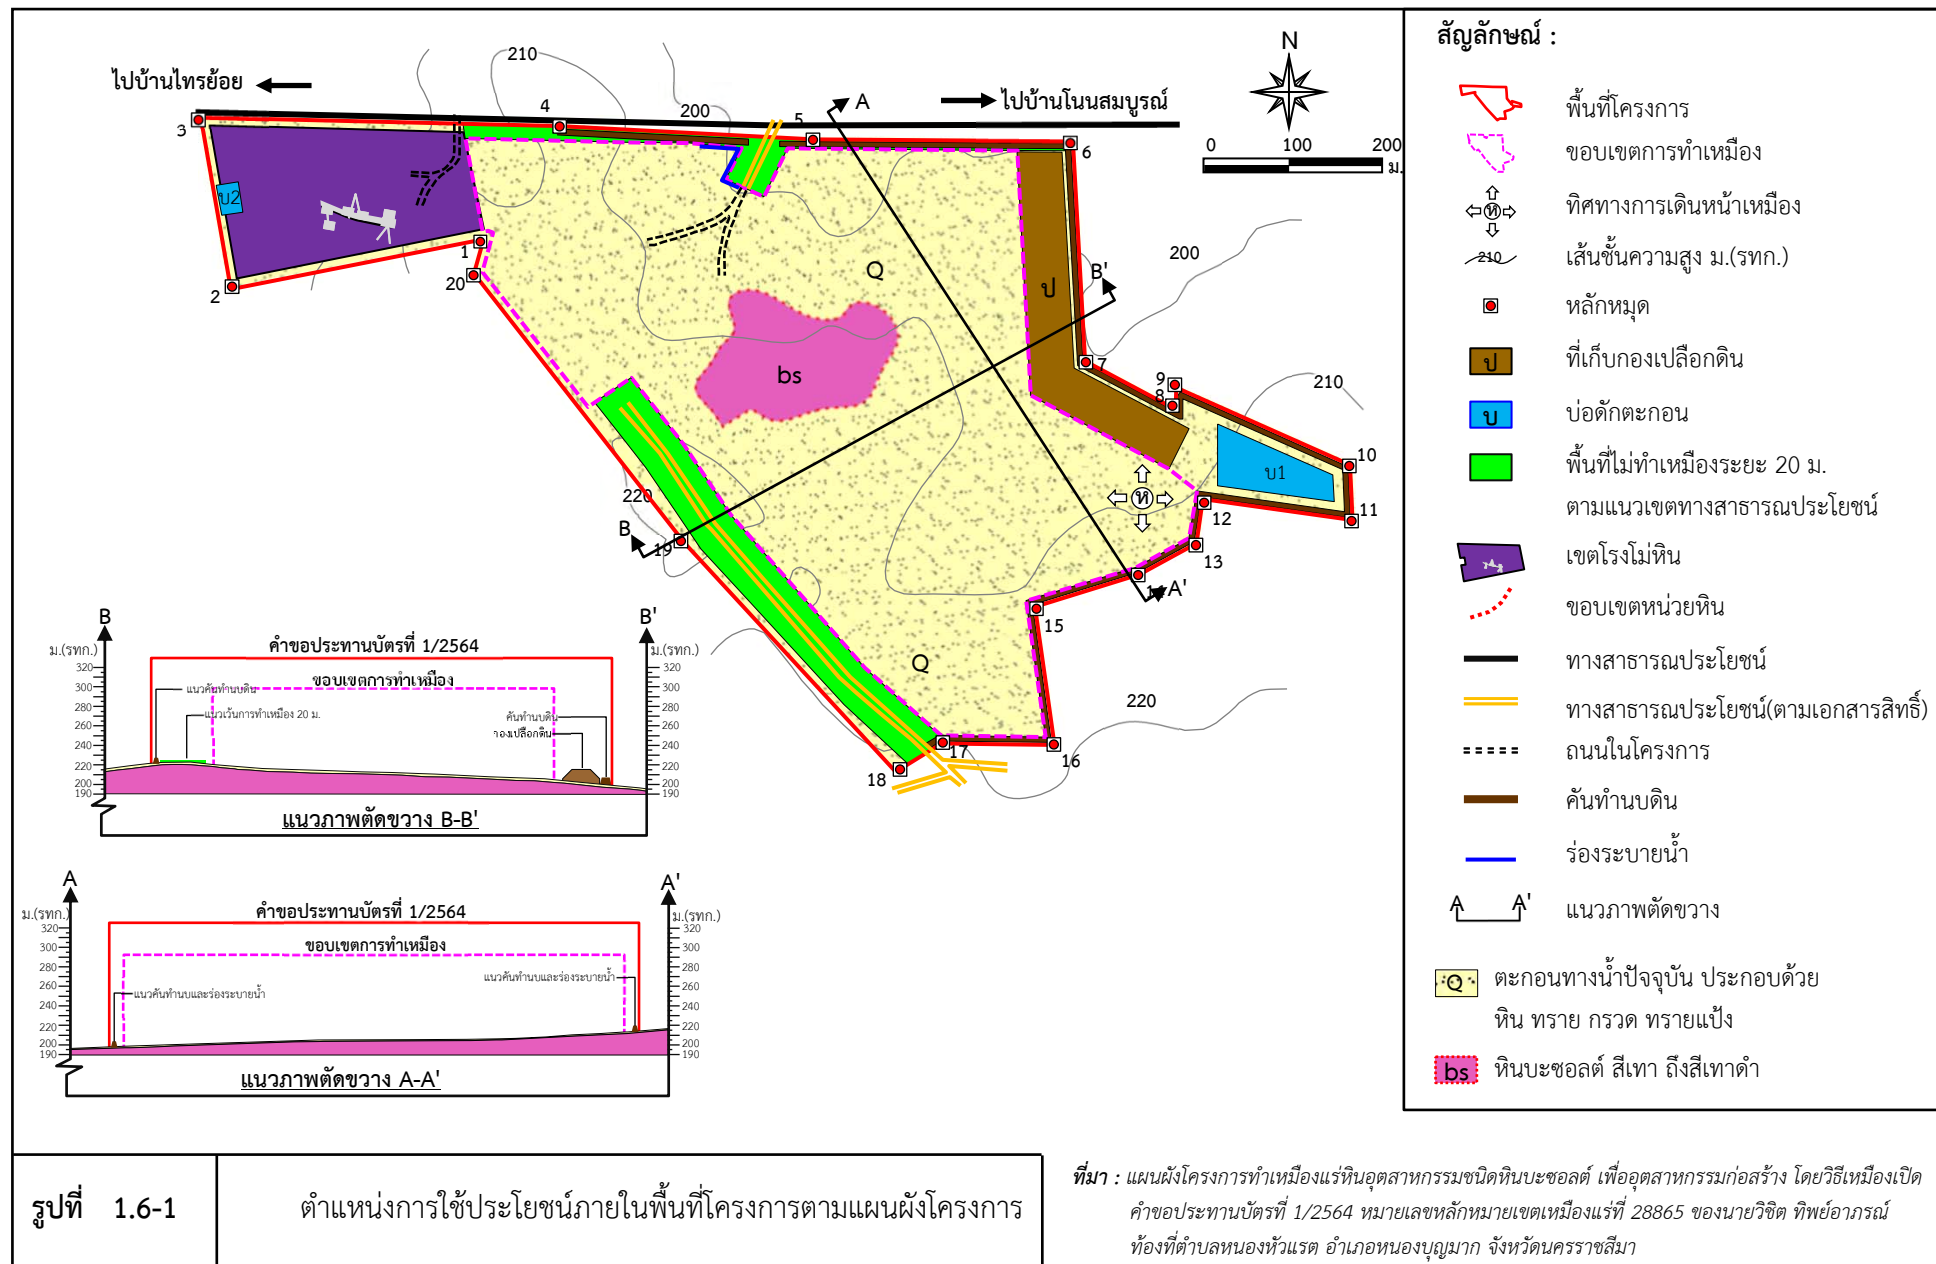 ไปบ้านไทรย้อย
ไปบ้านโนนสมบูรณ์
N
0 100 200
ม.
210
200
200
210
220
220
1
2
3
4
5
6
7
8
9
10
11
12
13
14
15
16
17
18
19
20
A
A'
B
B'
Q
Q
bs
ป
บ1
บ2
ห
B
B'
ม.(รทก.)
ม.(รทก.)
คำขอประทานบัตรที่ 1/2564
ขอบเขตการทำเหมือง
แนวคันทำนบดิน
แนวเว้นการทำเหมือง 20 ม.
คันทำนบดิน
กองเปลือกดิน
320 320
300 300
280 280
260 260
240 240
220 220
200 200
190 190
แนวภาพตัดขวาง B-B'
A
A'
ม.(รทก.)
ม.(รทก.)
คำขอประทานบัตรที่ 1/2564
ขอบเขตการทำเหมือง
แนวคันทำนบและร่องระบายน้ำ
แนวคันทำนบและร่องระบายน้ำ
320 320
300 300
280 280
260 260
240 240
220 220
200 200
190 190
แนวภาพตัดขวาง A-A'
สัญลักษณ์ :
พื้นที่โครงการ
ขอบเขตการทำเหมือง
ห ทิศทางการเดินหน้าเหมือง
210 เส้นชั้นความสูง ม.(รทก.)
หลักหมุด
ป ที่เก็บกองเปลือกดิน
บ บ่อดักตะกอน
พื้นที่ไม่ทำเหมืองระยะ 20 ม.
ตามแนวเขตทางสาธารณประโยชน์
เขตโรงโม่หิน
ขอบเขตหน่วยหิน
ทางสาธารณประโยชน์
ทางสาธารณประโยชน์(ตามเอกสารสิทธิ์)
ถนนในโครงการ
คันทำนบดิน
ร่องระบายน้ำ
A A' แนวภาพตัดขวาง
Q ตะกอนทางน้ำปัจจุบัน ประกอบด้วย
หิน ทราย กรวด ทรายแป้ง
bs หินบะซอลต์ สีเทา ถึงสีเทาดำ
รูปที่ 1.6-1
ตำแหน่งการใช้ประโยชน์ภายในพื้นที่โครงการตามแผนผังโครงการ
ที่มา : แผนผังโครงการทำเหมืองแร่หินอุตสาหกรรมชนิดหินบะซอลต์ เพื่ออุตสาหกรรมก่อสร้าง โดยวิธีเหมืองเปิด
คำขอประทานบัตรที่ 1/2564 หมายเลขหลักหมายเขตเหมืองแร่ที่ 28865 ของนายวิชิต ทิพย์อาภรณ์
ท้องที่ตำบลหนองหัวแรต อำเภอหนองบุญมาก จังหวัดนครราชสีมา